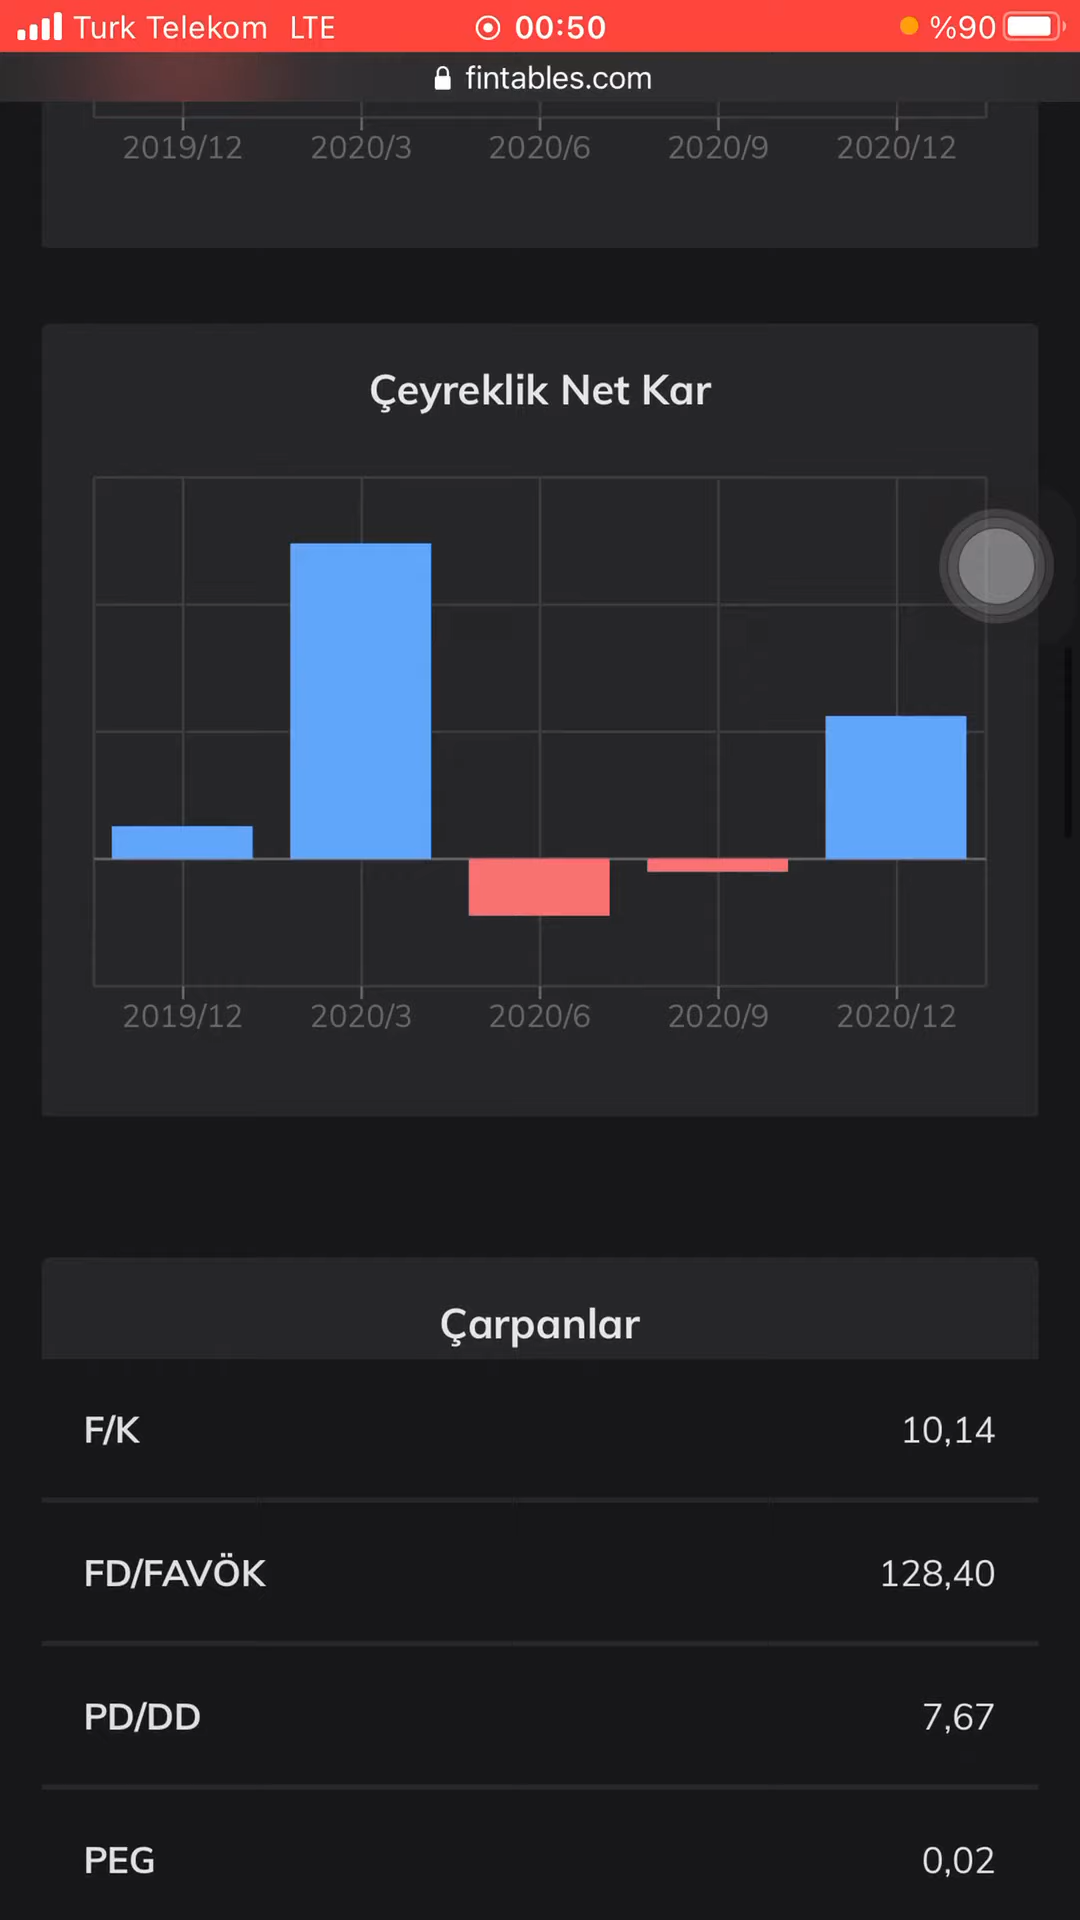 Turk Telekom LTE 00:50 %90
fintables.com
2019/12 2020/3 2020/6 2020/9 2020/12
Çeyreklik Net Kar
2019/12 2020/3 2020/6 2020/9 2020/12
Çarpanlar
F/K 10,14
FD/FAVÖK 128,40
PD/DD 7,67
PEG 0,02